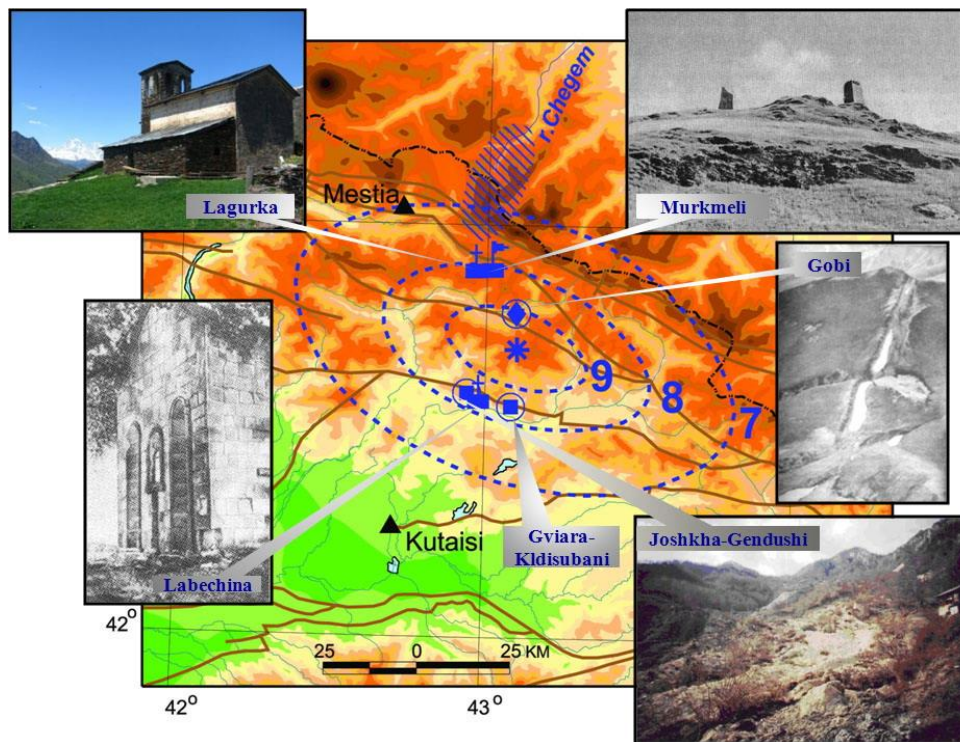 r.Chegem
Mestia
Lagurka
Murkmeli
Gobi
9
8
7
Kutaisi
Gviara-
Kldisubani
Joshkha-Gendushi
Labechina
42°
25
0
25 KM
42°
43°